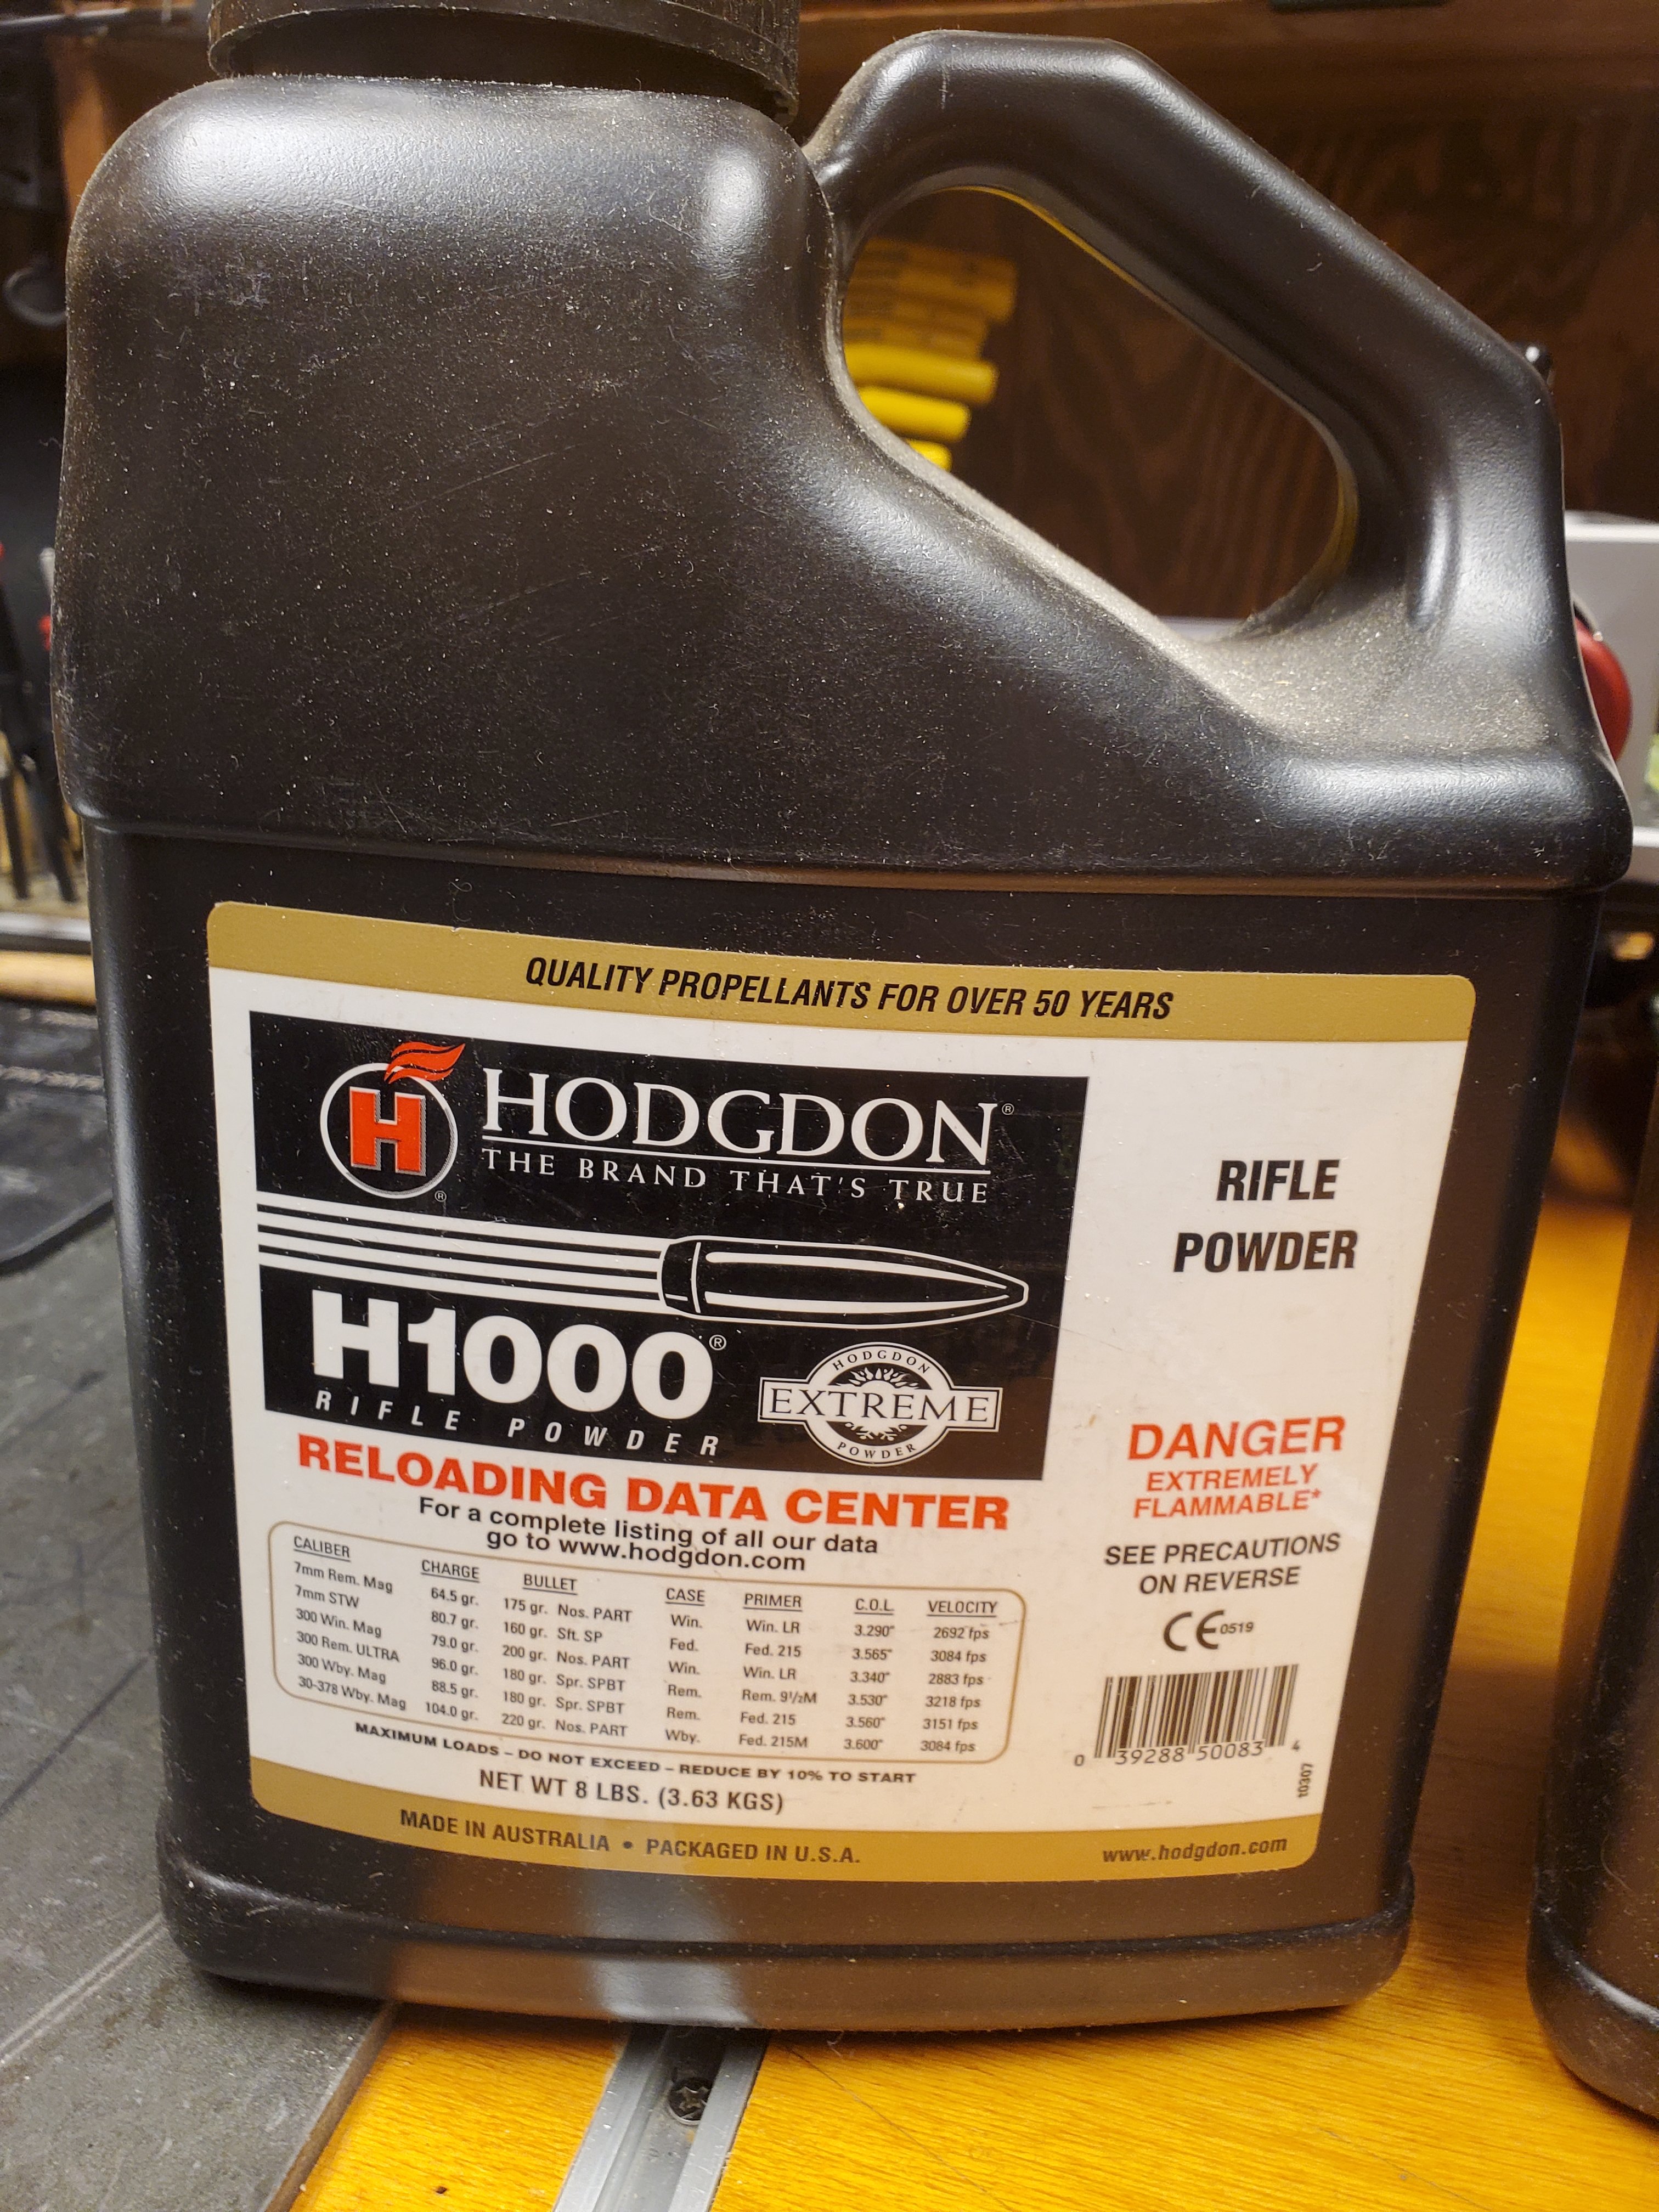 QUALITY PROPELLANTS FOR OVER 50 YEARS
H ®
HODGDON®
THE BRAND THAT'S TRUE
H1000®
RIFLE POWDER
HODGDON
EXTREME
POWDER
RIFLE
POWDER
RELOADING DATA CENTER
For a complete listing of all our data
go to www.hodgdon.com
CALIBER CHARGE BULLET CASE PRIMER C.O.L. VELOCITY
7mm Rem. Mag 64.5 gr. 175 gr. Nos. PART Win. Win. LR 3.290" 2692 fps
7mm STW 80.7 gr. 160 gr. Sft. SP Fed. Fed. 215 3.565" 3084 fps
300 Win. Mag 79.0 gr. 200 gr. Nos. PART Win. Win. LR 3.340" 2883 fps
300 Rem. ULTRA 96.0 gr. 180 gr. Spr. SPBT Rem. Rem. 9½M 3.530" 3218 fps
300 Wby. Mag 88.5 gr. 180 gr. Spr. SPBT Rem. Fed. 215 3.560" 3151 fps
30-378 Wby. Mag 104.0 gr. 220 gr. Nos. PART Wby. Fed. 215M 3.600" 3084 fps
MAXIMUM LOADS – DO NOT EXCEED – REDUCE BY 10% TO START
NET WT 8 LBS. (3.63 KGS)
DANGER
EXTREMELY
FLAMMABLE*
SEE PRECAUTIONS
ON REVERSE
CE 0519
0 39288 50083 4
10307
MADE IN AUSTRALIA • PACKAGED IN U.S.A.
www.hodgdon.com